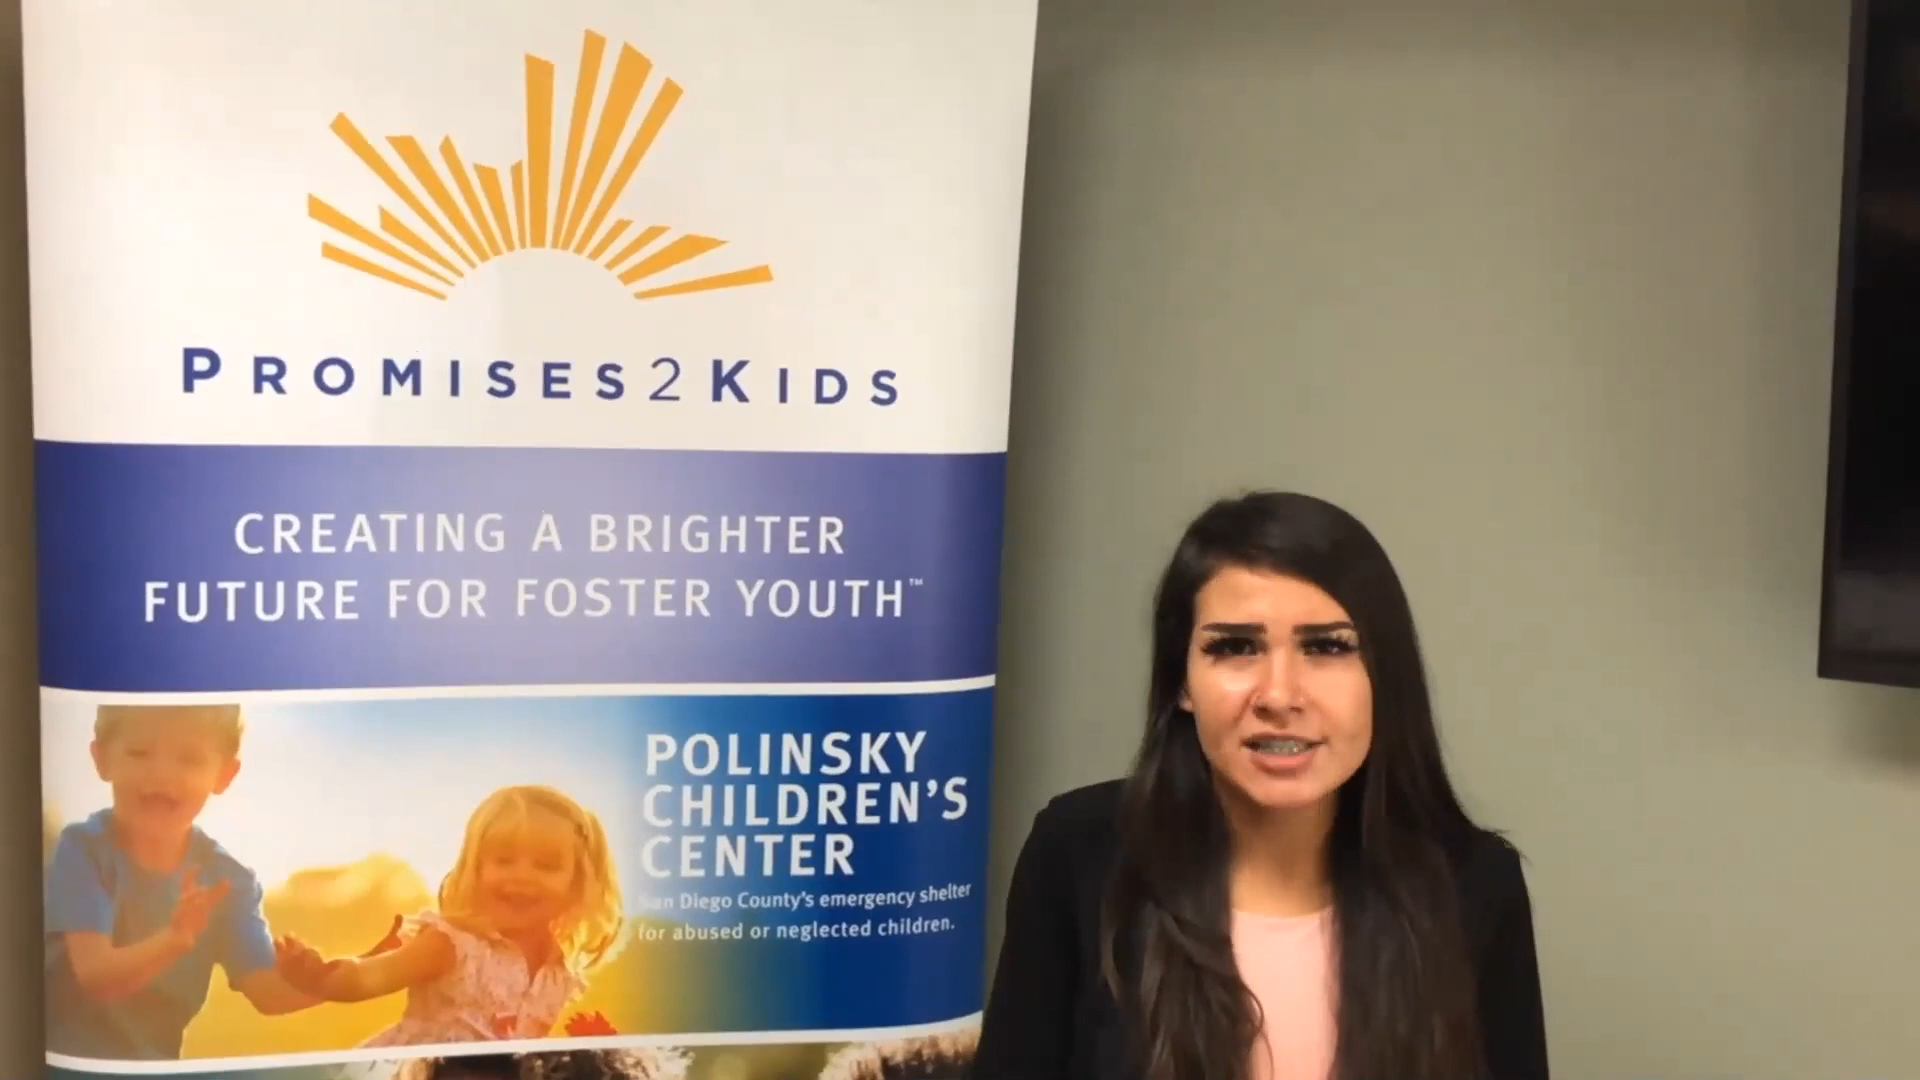 PROMISES2KIDS
CREATING A BRIGHTER
FUTURE FOR FOSTER YOUTH™
POLINSKY
CHILDREN'S
CENTER
San Diego County's emergency shelter
for abused or neglected children.